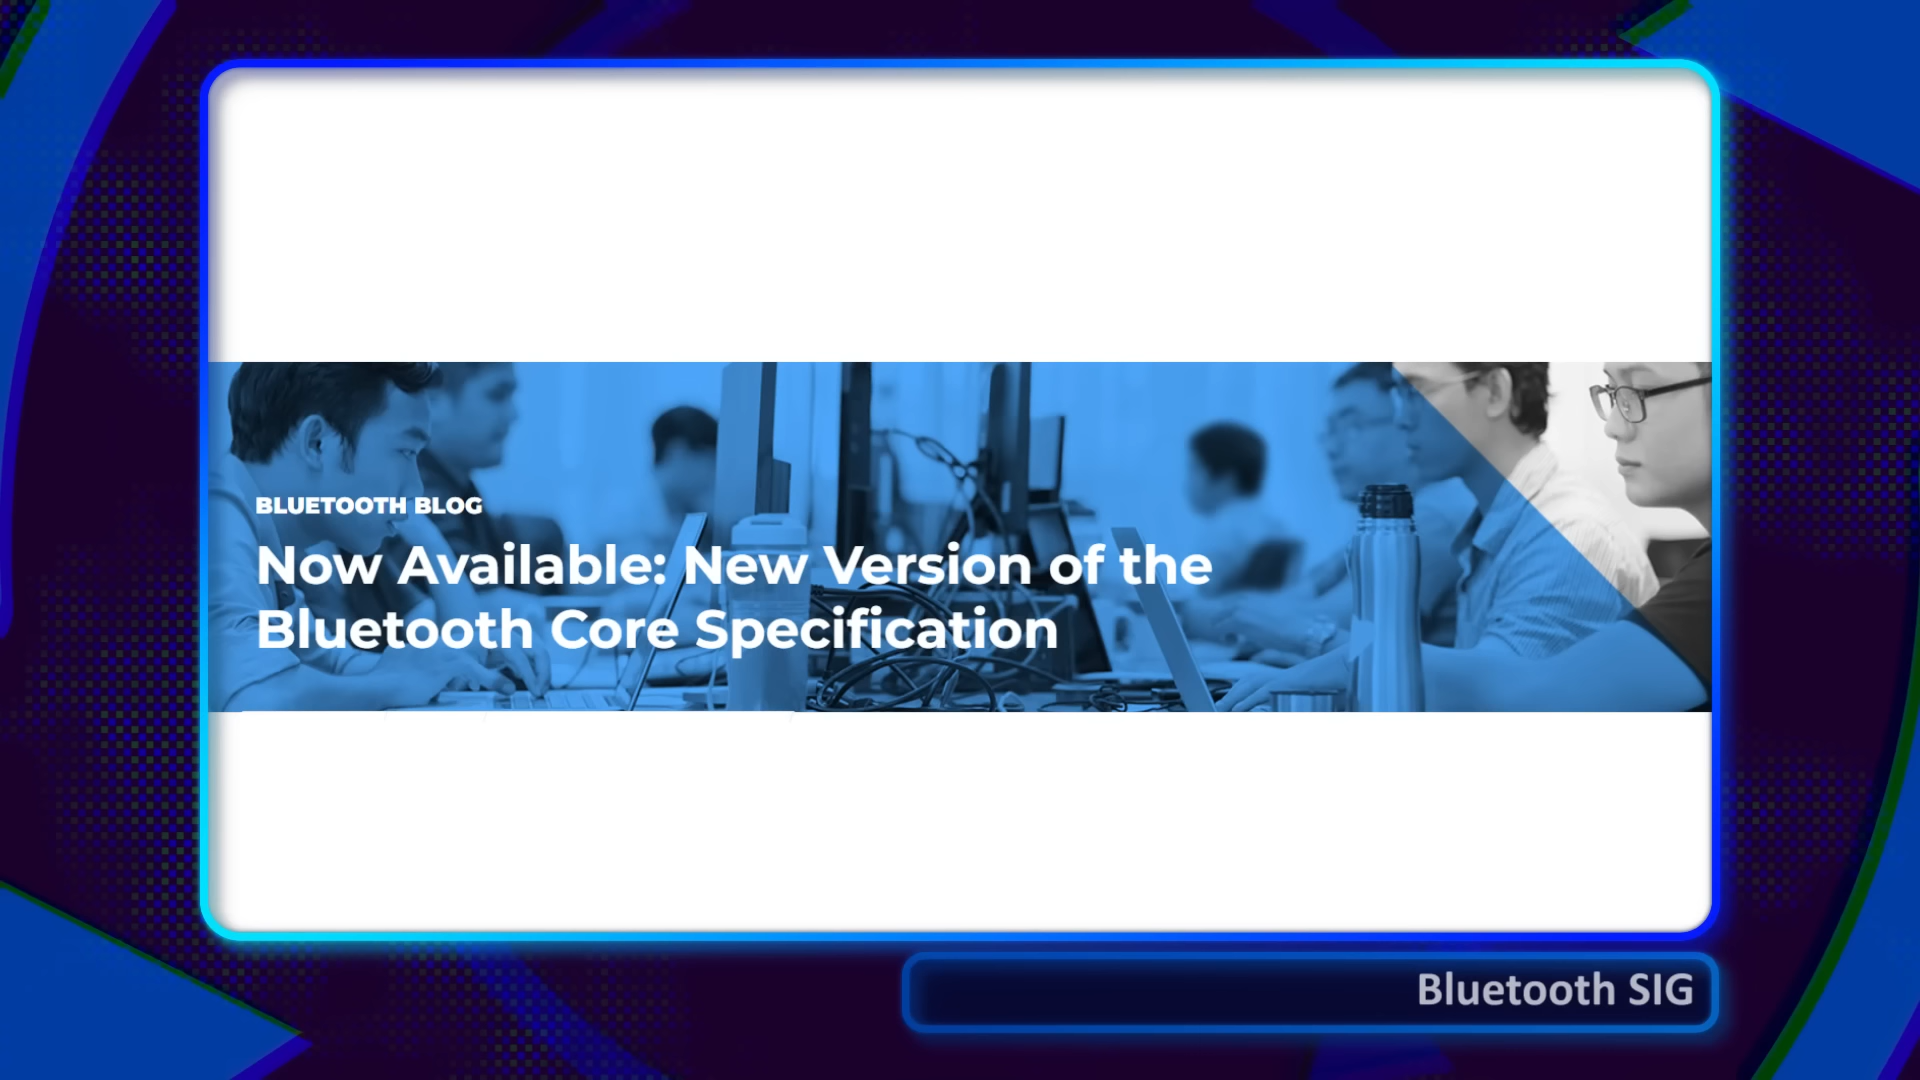 BLUETOOTH BLOG
Now Available: New Version of the
Bluetooth Core Specification
Bluetooth SIG